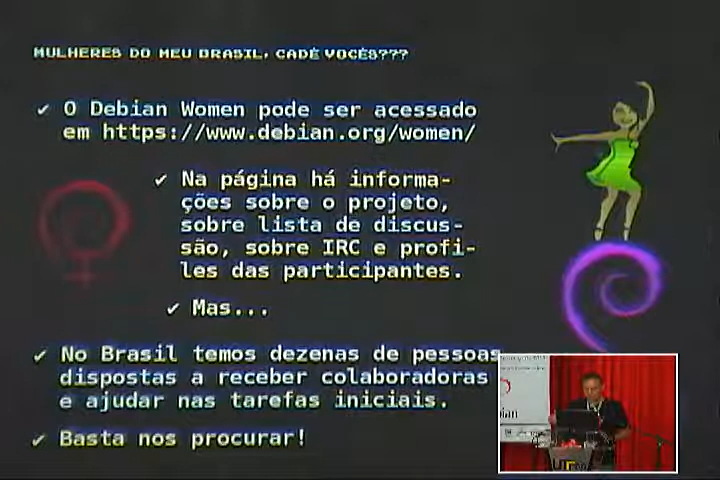 MULHERES DO MEU BRASIL, CADÊ VOCÊS???
✔ O Debian Women pode ser acessado
em https://www.debian.org/women/
✔ Na página há informa-
ções sobre o projeto,
sobre lista de discus-
são, sobre IRC e profi-
les das participantes.
✔ Mas...
✔ No Brasil temos dezenas de pessoas
dispostas a receber colaboradoras
e ajudar nas tarefas iniciais.
✔ Basta nos procurar!